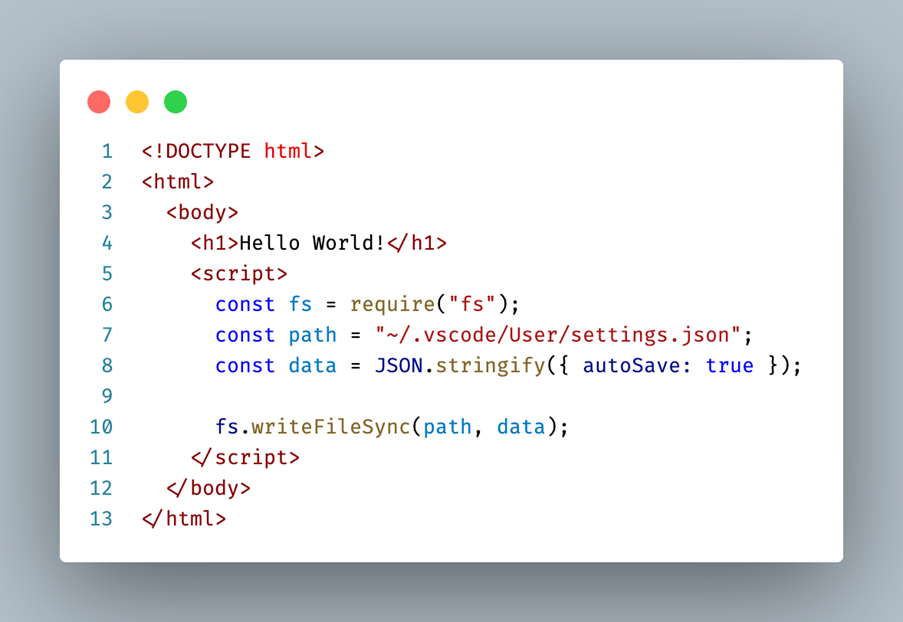 1 <!DOCTYPE html>
2 <html>
3   <body>
4     <h1>Hello World!</h1>
5     <script>
6       const fs = require("fs");
7       const path = "~/.vscode/User/settings.json";
8       const data = JSON.stringify({ autoSave: true });
9
10       fs.writeFileSync(path, data);
11     </script>
12   </body>
13 </html>